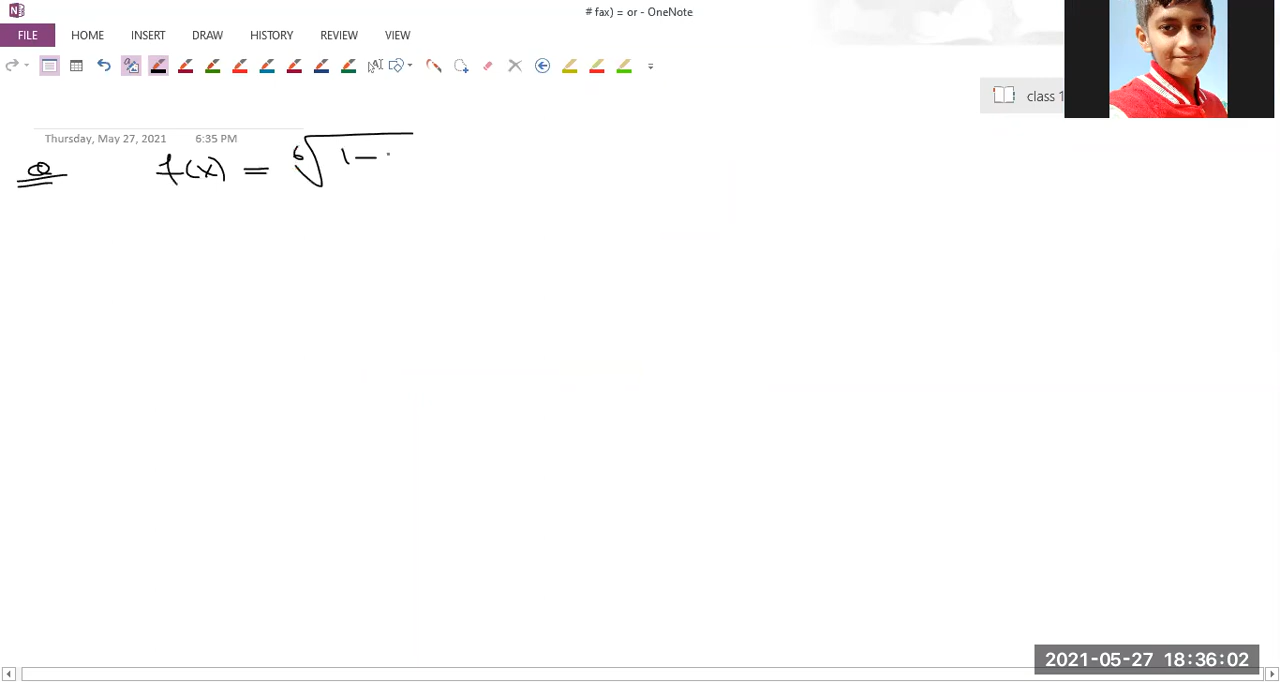 # fax) = or - OneNote
FILE HOME INSERT DRAW HISTORY REVIEW VIEW
class 1
Thursday, May 27, 2021 6:35 PM
Q f(x) = ⁶√1-
2021-05-27 18:36:02